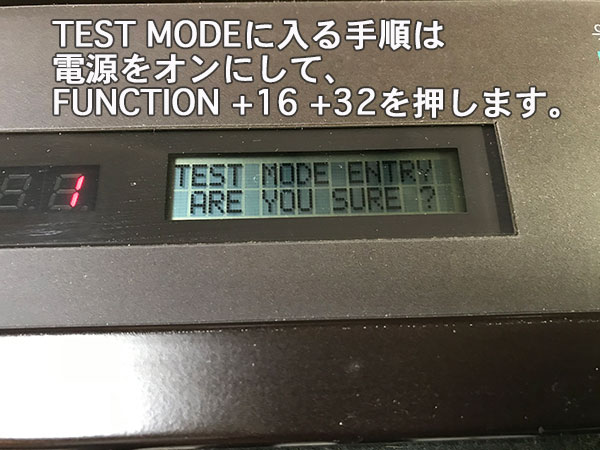 TEST MODEに入る手順は
電源をオンにして、
FUNCTION +16 +32を押します。
1
TEST MODE ENTRY
ARE YOU SURE ?